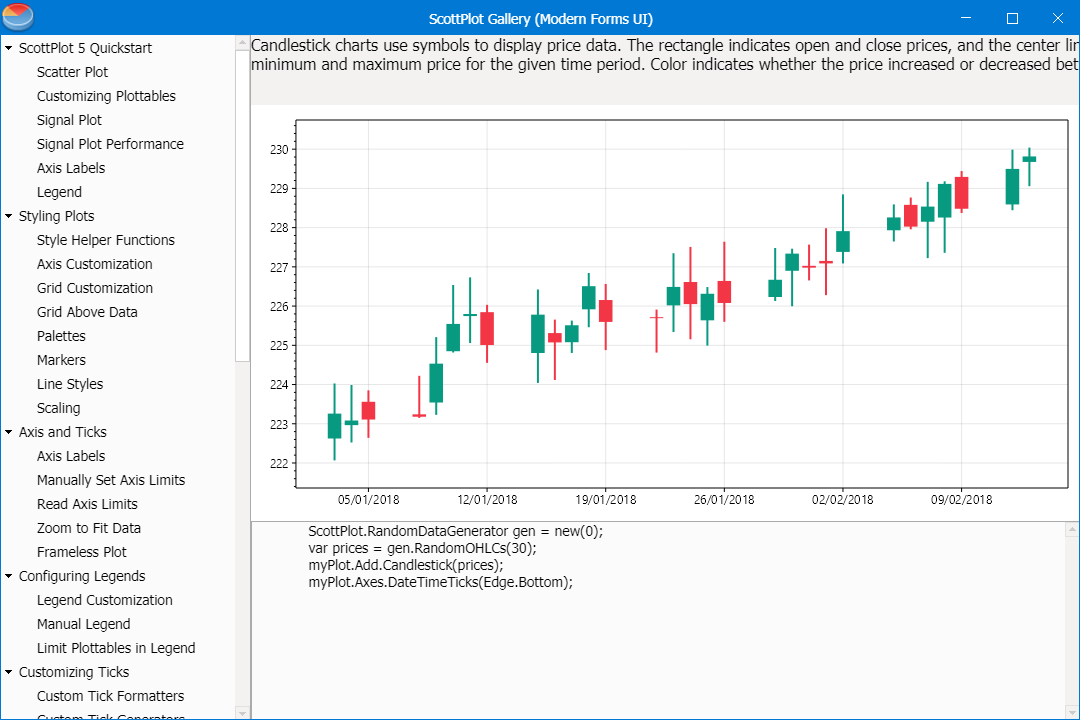 ScottPlot Gallery (Modern Forms UI)
ScottPlot 5 Quickstart
Scatter Plot
Customizing Plottables
Signal Plot
Signal Plot Performance
Axis Labels
Legend
Styling Plots
Style Helper Functions
Axis Customization
Grid Customization
Grid Above Data
Palettes
Markers
Line Styles
Scaling
Axis and Ticks
Axis Labels
Manually Set Axis Limits
Read Axis Limits
Zoom to Fit Data
Frameless Plot
Configuring Legends
Legend Customization
Manual Legend
Limit Plottables in Legend
Customizing Ticks
Custom Tick Formatters
Custom Tick Generators
Candlestick charts use symbols to display price data. The rectangle indicates open and close prices, and the center
minimum and maximum price for the given time period. Color indicates whether the price increased or decreased
230
229
228
227
226
225
224
223
222
05/01/2018 12/01/2018 19/01/2018 26/01/2018 02/02/2018 09/02/2018
ScottPlot.RandomDataGenerator gen = new(0);
var prices = gen.RandomOHLCs(30);
myPlot.Add.Candlestick(prices);
myPlot.Axes.DateTimeTicks(Edge.Bottom);